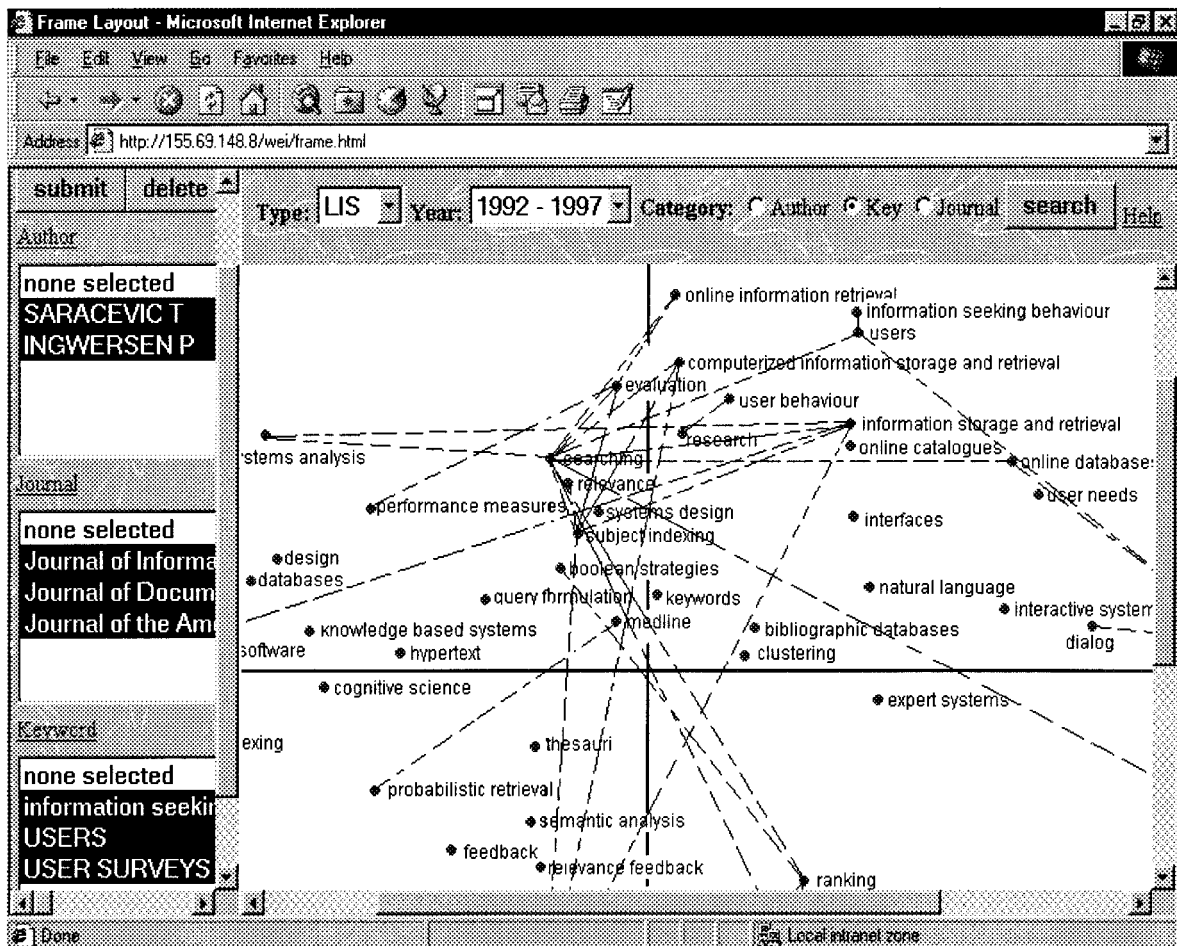 Frame Layout - Microsoft Internet Explorer
File Edit View Go Favorites Help
Address http://155.69.148.8/wei/frame.html
submit delete
Type: LIS Year: 1992 - 1997 Category: Author Key Journal search Help
Author
none selected
SARACEVIC T
INGWERSEN P
Journal
none selected
Journal of Informa
Journal of Docum
Journal of the Am
Keyword
none selected
information seekin
USERS
USER SURVEYS
online information retrieval
information seeking behaviour
users
computerized information storage and retrieval
evaluation
user behaviour
information storage and retrieval
research
online catalogues
stems analysis
searching
online databases
relevance
user needs
performance measures
systems design
interfaces
subject indexing
design
boolean strategies
databases
natural language
query formulation
keywords
interactive system
medline
knowledge based systems
bibliographic databases
dialog
software
hypertext
clustering
cognitive science
expert systems
exing
thesauri
probabilistic retrieval
semantic analysis
feedback
relevance feedback
ranking
Done
Local intranet zone